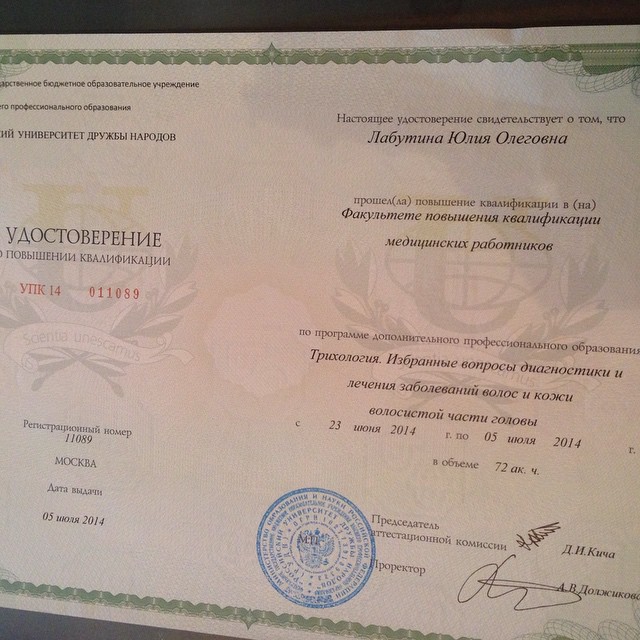 арственное бюджетное образовательное учреждение
его профессионального образования
ИЙ УНИВЕРСИТЕТ ДРУЖБЫ НАРОДОВ
УДОСТОВЕРЕНИЕ
О ПОВЫШЕНИИ КВАЛИФИКАЦИИ
УПК 14 011089
Scientia unescamus
Регистрационный номер
11089
МОСКВА
Дата выдачи
05 июля 2014
Настоящее удостоверение свидетельствует о том, что
Лабутина Юлия Олеговна
прошел(ла) повышение квалификации в (на)
Факультете повышения квалификации
медицинских работников
по программе дополнительного профессионального образования
Трихология. Избранные вопросы диагностики и
лечения заболеваний волос и кожи
волосистой части головы
с 23 июня 2014 г. по 05 июля 2014 г.
в объеме 72 ак. ч.
Председатель
аттестационной комиссии Д.И.Кича
Проректор А.В.Должикова
М.П.